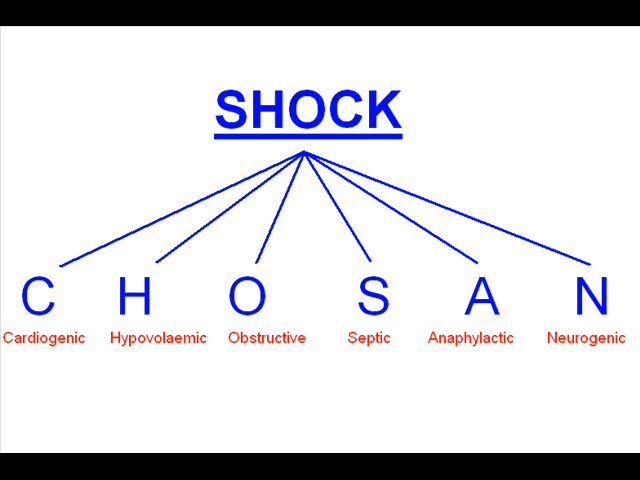 SHOCK
C H O S A N
Cardiogenic Hypovolaemic Obstructive Septic Anaphylactic Neurogenic